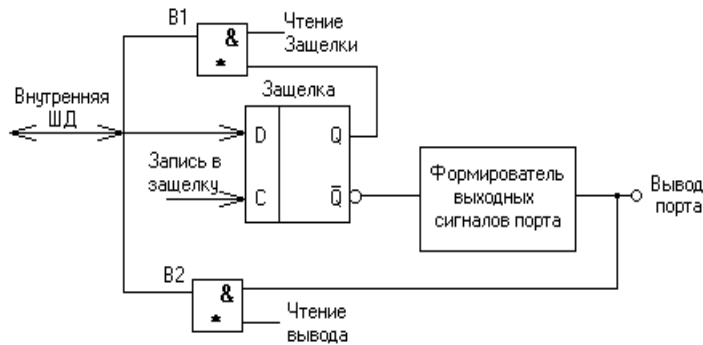 В1
&
*
Чтение
Защелки
Внутренняя
ШД
Защелка
D
Q
Запись в
защелку
C
Q̅
Формирователь
выходных
сигналов порта
Вывод
порта
В2
&
*
Чтение
вывода